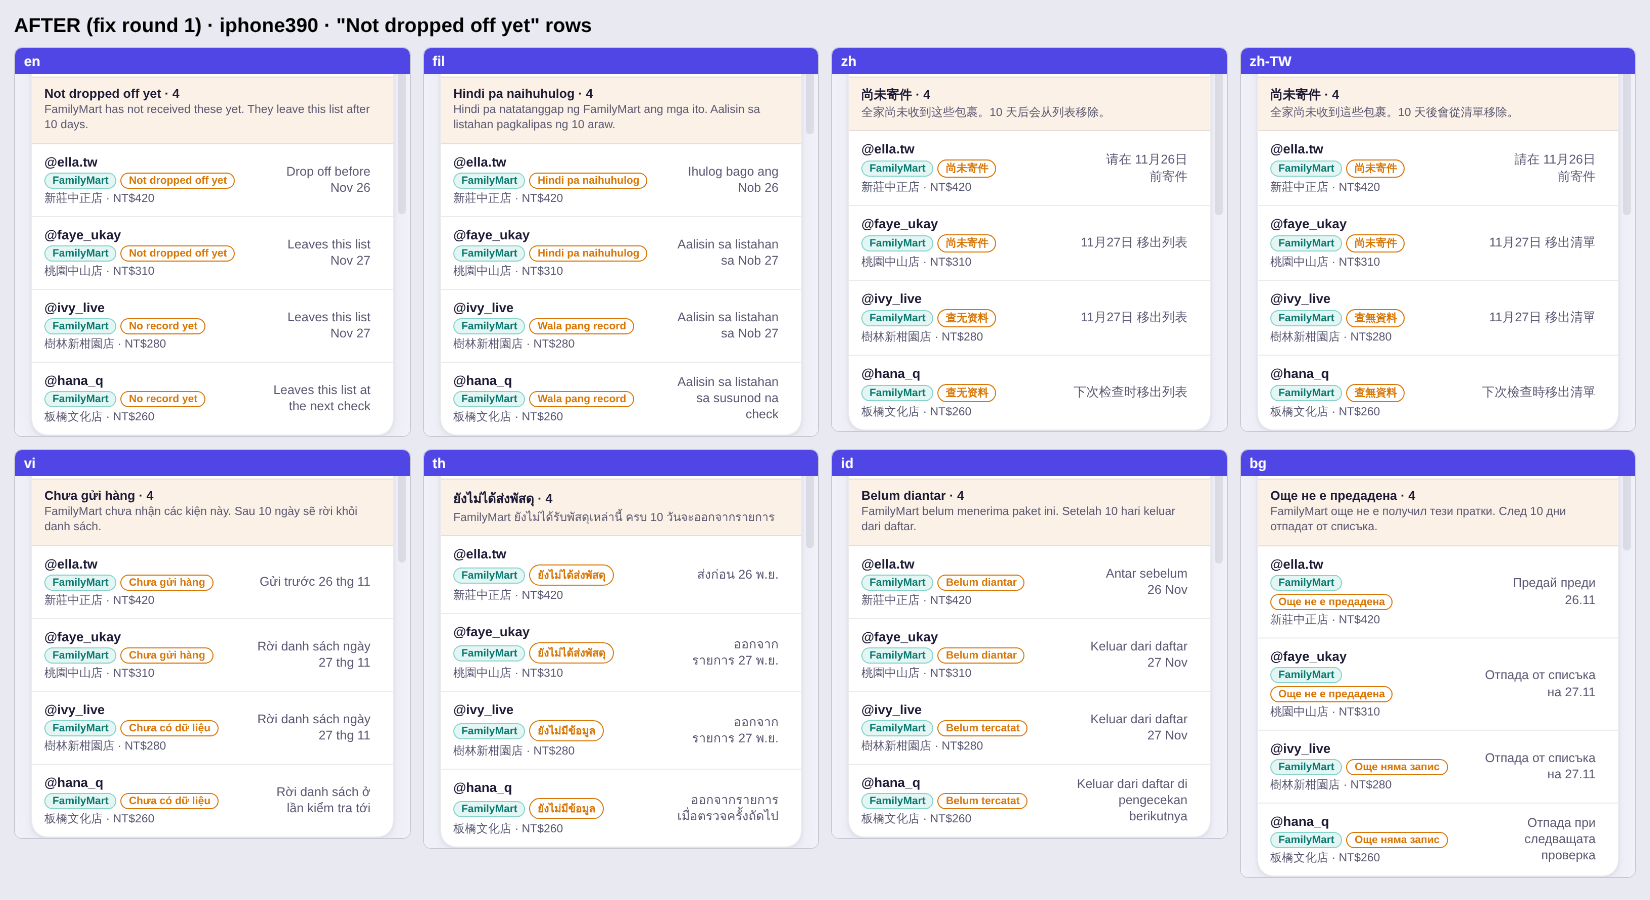 AFTER (fix round 1) · iphone390 · "Not dropped off yet" rows
en
Not dropped off yet · 4
FamilyMart has not received these yet. They leave this list after
10 days.
@ella.tw
FamilyMart Not dropped off yet
新莊中正店 · NT$420
Drop off before
Nov 26
@faye_ukay
FamilyMart Not dropped off yet
桃園中山店 · NT$310
Leaves this list
Nov 27
@ivy_live
FamilyMart No record yet
樹林新柑園店 · NT$280
Leaves this list
Nov 27
@hana_q
FamilyMart No record yet
板橋文化店 · NT$260
Leaves this list at
the next check
fil
Hindi pa naihuhulog · 4
Hindi pa natatanggap ng FamilyMart ang mga ito. Aalisin sa
listahan pagkalipas ng 10 araw.
@ella.tw
FamilyMart Hindi pa naihuhulog
新莊中正店 · NT$420
Ihulog bago ang
Nob 26
@faye_ukay
FamilyMart Hindi pa naihuhulog
桃園中山店 · NT$310
Aalisin sa listahan
sa Nob 27
@ivy_live
FamilyMart Wala pang record
樹林新柑園店 · NT$280
Aalisin sa listahan
sa Nob 27
@hana_q
FamilyMart Wala pang record
板橋文化店 · NT$260
Aalisin sa listahan
sa susunod na
check
zh
尚未寄件 · 4
全家尚未收到这些包裹。10 天后会从列表移除。
@ella.tw
FamilyMart 尚未寄件
新莊中正店 · NT$420
请在 11月26日
前寄件
@faye_ukay
FamilyMart 尚未寄件
桃園中山店 · NT$310
11月27日 移出列表
@ivy_live
FamilyMart 查无资料
樹林新柑園店 · NT$280
11月27日 移出列表
@hana_q
FamilyMart 查无资料
板橋文化店 · NT$260
下次检查时移出列表
zh-TW
尚未寄件 · 4
全家尚未收到這些包裹。10 天後會從清單移除。
@ella.tw
FamilyMart 尚未寄件
新莊中正店 · NT$420
請在 11月26日
前寄件
@faye_ukay
FamilyMart 尚未寄件
桃園中山店 · NT$310
11月27日 移出清單
@ivy_live
FamilyMart 查無資料
樹林新柑園店 · NT$280
11月27日 移出清單
@hana_q
FamilyMart 查無資料
板橋文化店 · NT$260
下次檢查時移出清單
vi
Chưa gửi hàng · 4
FamilyMart chưa nhận các kiện này. Sau 10 ngày sẽ rời khỏi
danh sách.
@ella.tw
FamilyMart Chưa gửi hàng
新莊中正店 · NT$420
Gửi trước 26 thg 11
@faye_ukay
FamilyMart Chưa gửi hàng
桃園中山店 · NT$310
Rời danh sách ngày
27 thg 11
@ivy_live
FamilyMart Chưa có dữ liệu
樹林新柑園店 · NT$280
Rời danh sách ngày
27 thg 11
@hana_q
FamilyMart Chưa có dữ liệu
板橋文化店 · NT$260
Rời danh sách ở
lần kiểm tra tới
th
ยังไม่ได้ส่งพัสดุ · 4
FamilyMart ยังไม่ได้รับพัสดุเหล่านี้ ครบ 10 วันจะออกจากรายการ
@ella.tw
FamilyMart ยังไม่ได้ส่งพัสดุ
新莊中正店 · NT$420
ส่งก่อน 26 พ.ย.
@faye_ukay
FamilyMart ยังไม่ได้ส่งพัสดุ
桃園中山店 · NT$310
ออกจาก
รายการ 27 พ.ย.
@ivy_live
FamilyMart ยังไม่มีข้อมูล
樹林新柑園店 · NT$280
ออกจาก
รายการ 27 พ.ย.
@hana_q
FamilyMart ยังไม่มีข้อมูล
板橋文化店 · NT$260
ออกจากรายการ
เมื่อตรวจครั้งถัดไป
id
Belum diantar · 4
FamilyMart belum menerima paket ini. Setelah 10 hari keluar
dari daftar.
@ella.tw
FamilyMart Belum diantar
新莊中正店 · NT$420
Antar sebelum
26 Nov
@faye_ukay
FamilyMart Belum diantar
桃園中山店 · NT$310
Keluar dari daftar
27 Nov
@ivy_live
FamilyMart Belum tercatat
樹林新柑園店 · NT$280
Keluar dari daftar
27 Nov
@hana_q
FamilyMart Belum tercatat
板橋文化店 · NT$260
Keluar dari daftar di
pengecekan
berikutnya
bg
Още не е предадена · 4
FamilyMart още не е получил тези пратки. След 10 дни
отпадат от списъка.
@ella.tw
FamilyMart
Още не е предадена
新莊中正店 · NT$420
Предай преди
26.11
@faye_ukay
FamilyMart
Още не е предадена
桃園中山店 · NT$310
Отпада от списъка
на 27.11
@ivy_live
FamilyMart Още няма запис
樹林新柑園店 · NT$280
Отпада от списъка
на 27.11
@hana_q
FamilyMart Още няма запис
板橋文化店 · NT$260
Отпада при
следващата
проверка